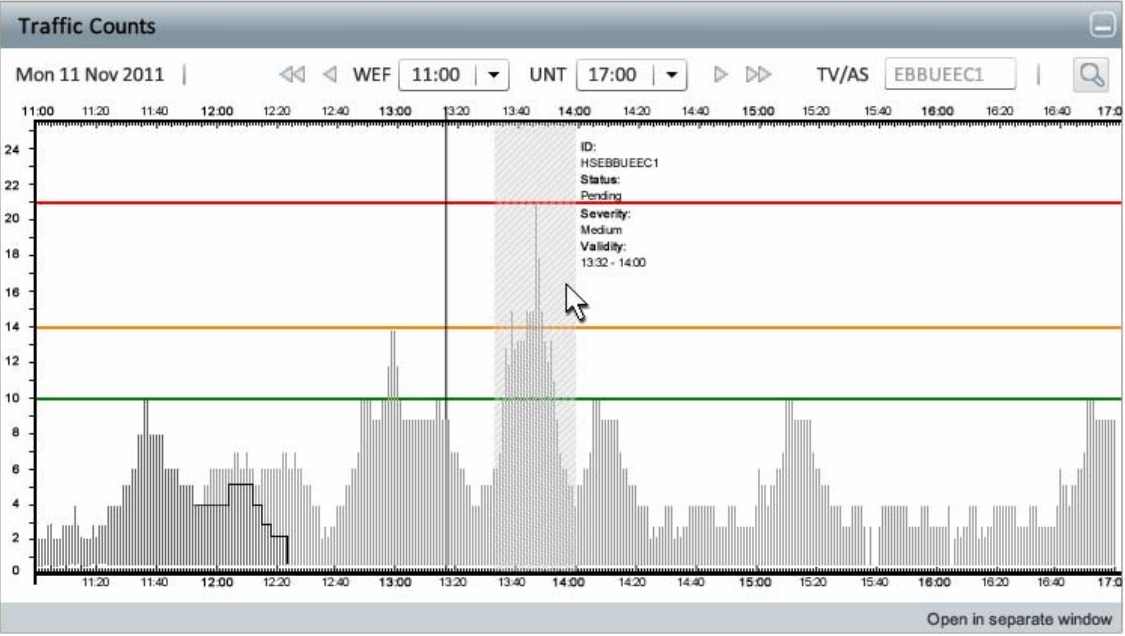 Traffic Counts
Mon 11 Nov 2011 WEF 11:00 UNT 17:00 TV/AS EBBUEEC1
11:00 11:20 11:40 12:00 12:20 12:40 13:00 13:20 13:40 14:00 14:20 14:40 15:00 15:20 15:40 16:00 16:20 16:40 17:0
24
22
20
18
16
14
12
10
8
6
4
2
0
ID:
HSEBBUEEC1
Status:
Pending
Severity:
Medium
Validity:
13:32 - 14:00
11:20 11:40 12:00 12:20 12:40 13:00 13:20 13:40 14:00 14:20 14:40 15:00 15:20 15:40 16:00 16:20 16:40 17:0
Open in separate window